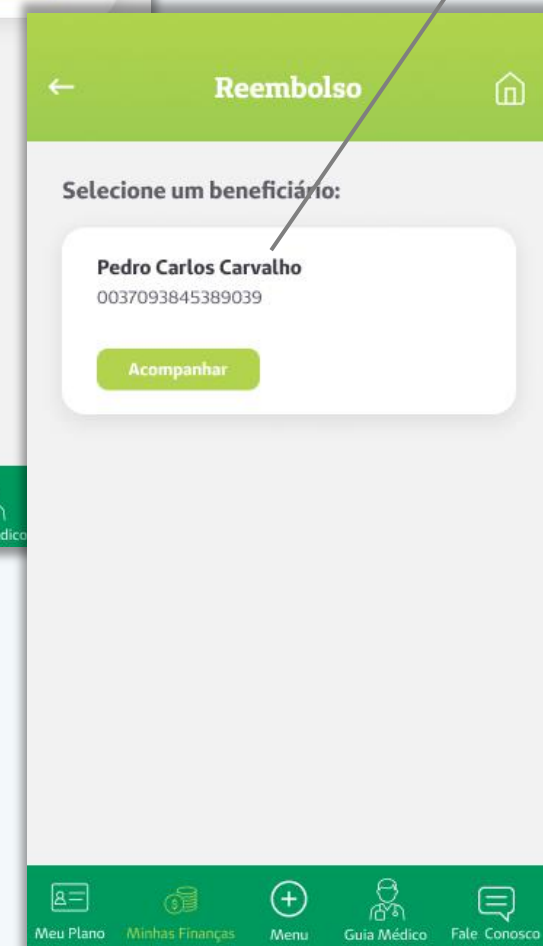 Reembolso
Selecione um beneficiário:
Pedro Carlos Carvalho
0037093845389039
Acompanhar
Meu Plano
Minhas Finanças
Menu
Guia Médico
Fale Conosco